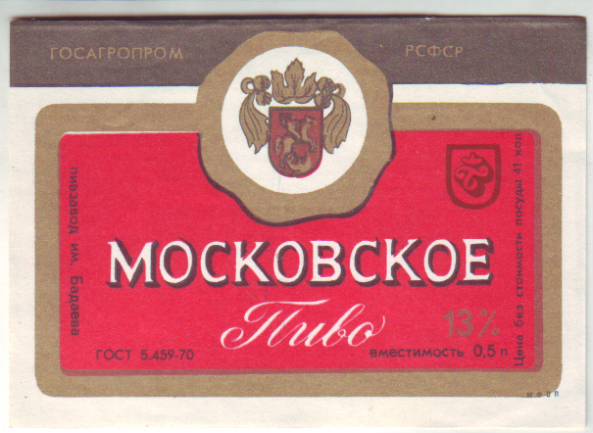 ГОСАГРОПРОМ РСФСР
пивзавод им. Бадаева
МОСКОВСКОЕ
Пиво
13%
ГОСТ 5.459-70
вместимость 0,5 л
Цена без стоимости посуды 41 коп